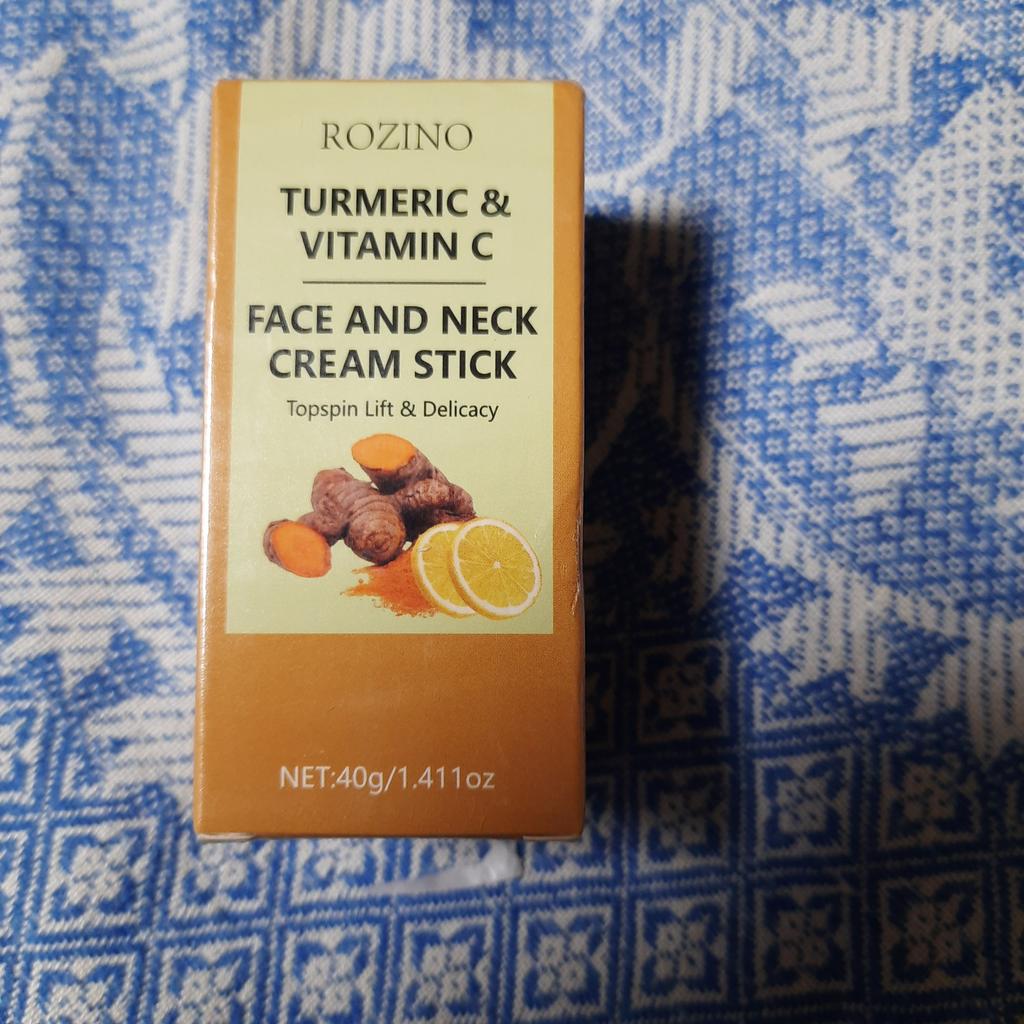 ROZINO
TURMERIC &
VITAMIN C
FACE AND NECK
CREAM STICK
Topspin Lift & Delicacy
NET:40g/1.411oz